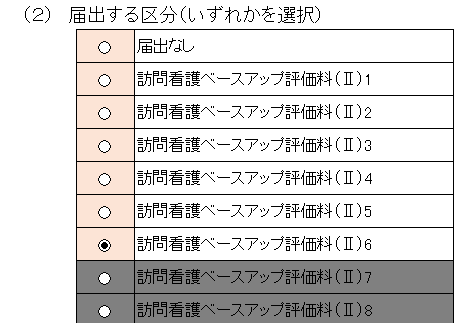 (2) 届出する区分(いずれかを選択)
届出なし
訪問看護ベースアップ評価料(Ⅱ)1
訪問看護ベースアップ評価料(Ⅱ)2
訪問看護ベースアップ評価料(Ⅱ)3
訪問看護ベースアップ評価料(Ⅱ)4
訪問看護ベースアップ評価料(Ⅱ)5
訪問看護ベースアップ評価料(Ⅱ)6
訪問看護ベースアップ評価料(Ⅱ)7
訪問看護ベースアップ評価料(Ⅱ)8